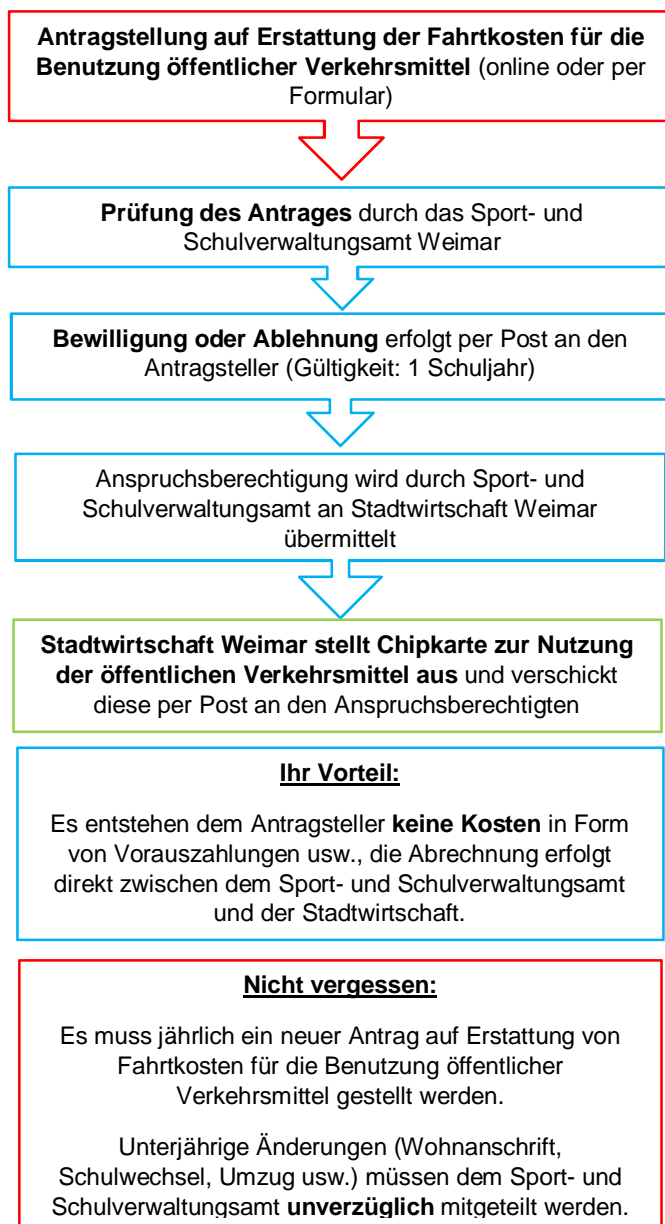 Antragstellung auf Erstattung der Fahrtkosten für die
Benutzung öffentlicher Verkehrsmittel (online oder per
Formular)
Prüfung des Antrages durch das Sport- und
Schulverwaltungsamt Weimar
Bewilligung oder Ablehnung erfolgt per Post an den
Antragsteller (Gültigkeit: 1 Schuljahr)
Anspruchsberechtigung wird durch Sport- und
Schulverwaltungsamt an Stadtwirtschaft Weimar
übermittelt
Stadtwirtschaft Weimar stellt Chipkarte zur Nutzung
der öffentlichen Verkehrsmittel aus und verschickt
diese per Post an den Anspruchsberechtigten
Ihr Vorteil:
Es entstehen dem Antragsteller keine Kosten in Form
von Vorauszahlungen usw., die Abrechnung erfolgt
direkt zwischen dem Sport- und Schulverwaltungsamt
und der Stadtwirtschaft.
Nicht vergessen:
Es muss jährlich ein neuer Antrag auf Erstattung von
Fahrtkosten für die Benutzung öffentlicher
Verkehrsmittel gestellt werden.
Unterjährige Änderungen (Wohnanschrift,
Schulwechsel, Umzug usw.) müssen dem Sport- und
Schulverwaltungsamt unverzüglich mitgeteilt werden.